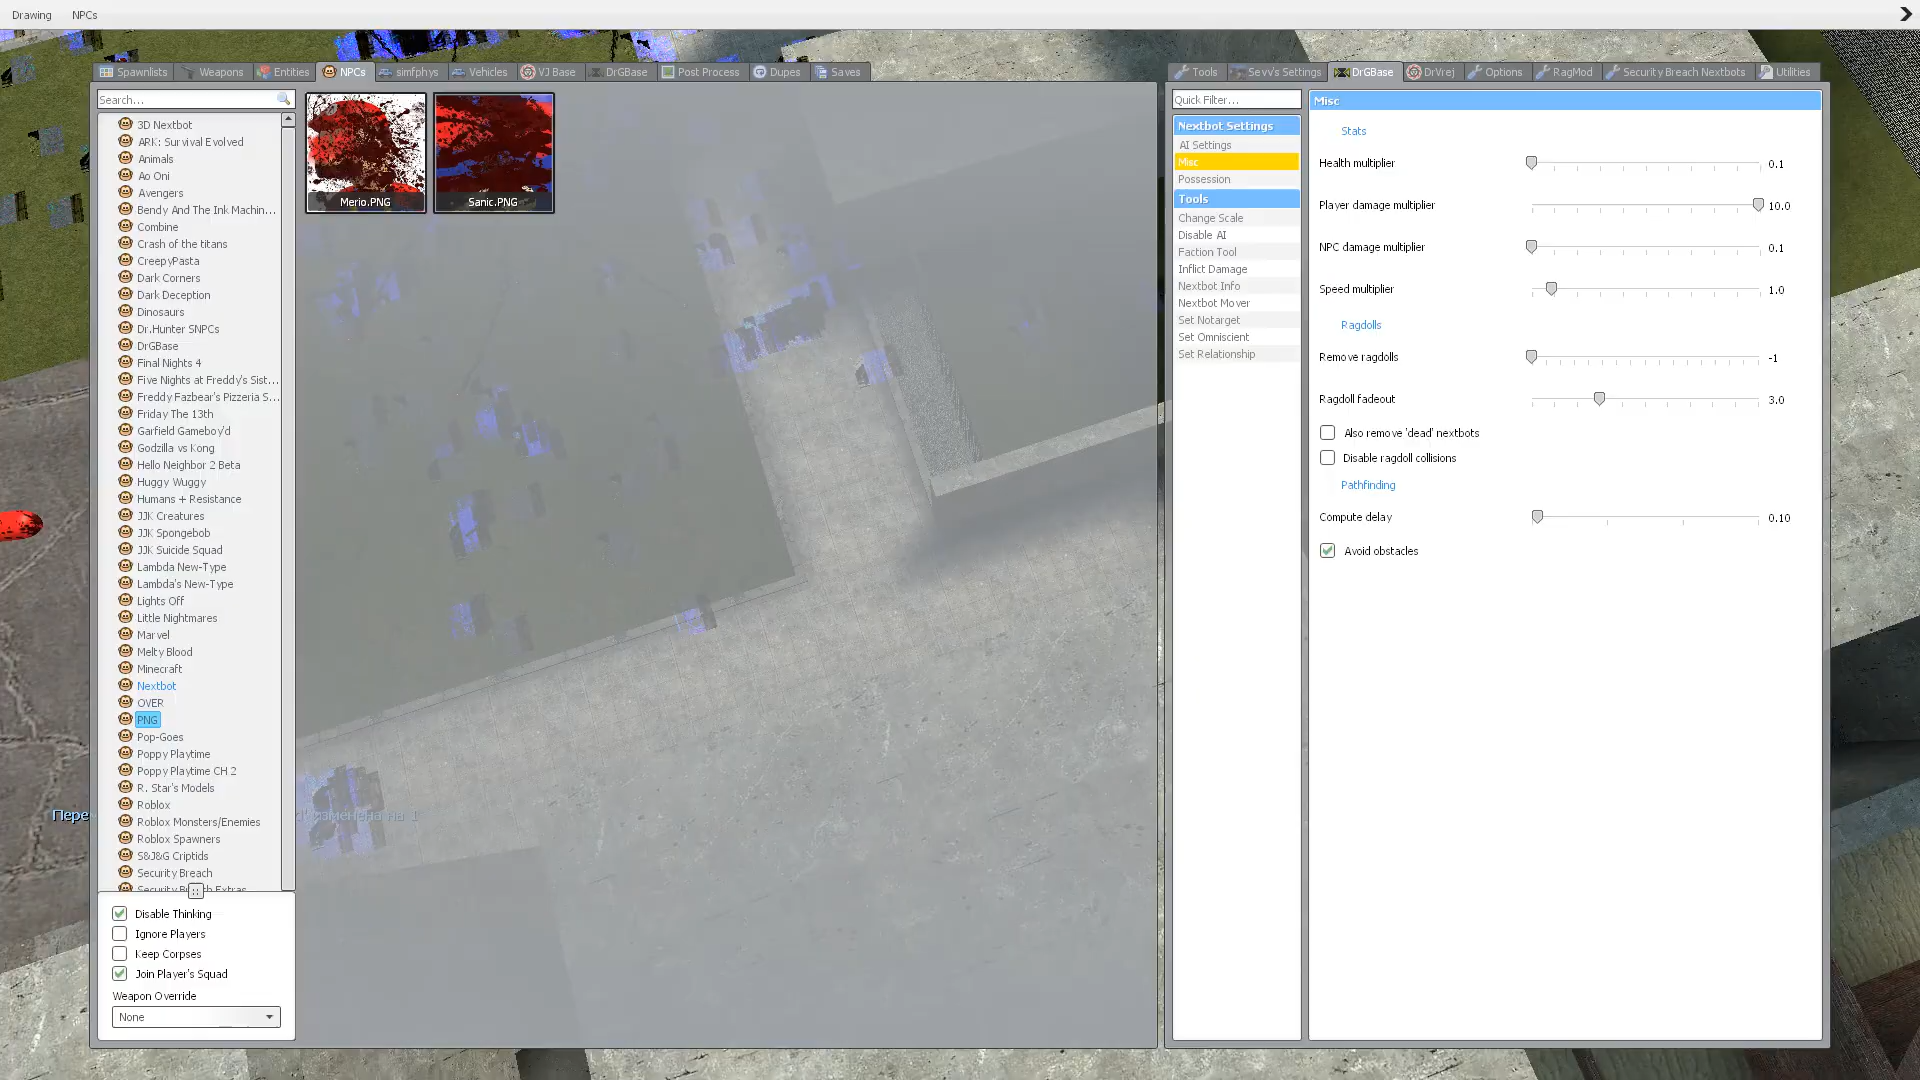 Drawing NPCs
Spawnlists Weapons Entities NPCs simfphys Vehicles VJ Base DrGBase Post Process Dupes Saves
Tools Sevv's Settings DrGBase DrVrej Options RagMod Security Breach Nextbots Utilities
Search...
3D Nextbot
ARK: Survival Evolved
Animals
Ao Oni
Avengers
Bendy And The Ink Machin...
Combine
Crash of the titans
CreepyPasta
Dark Corners
Dark Deception
Dinosaurs
Dr.Hunter SNPCs
DrGBase
Final Nights 4
Five Nights at Freddy's Sist...
Freddy Fazbear's Pizzeria S...
Friday The 13th
Garfield Gameboy'd
Godzilla vs Kong
Hello Neighbor 2 Beta
Huggy Wuggy
Humans + Resistance
JJK Creatures
JJK Spongebob
JJK Suicide Squad
Lambda New-Type
Lambda's New-Type
Lights Off
Little Nightmares
Marvel
Melty Blood
Minecraft
Nextbot
OVER
PNG
Pop-Goes
Poppy Playtime
Poppy Playtime CH 2
R. Star's Models
Roblox
Roblox Monsters/Enemies
Roblox Spawners
S&J&G Criptids
Security Breach
Security Breach Extras
Disable Thinking
Ignore Players
Keep Corpses
Join Player's Squad
Weapon Override
None
Merio.PNG
Sanic.PNG
Пере
изменена на 1
Quick Filter...
Nextbot Settings
AI Settings
Misc
Possession
Tools
Change Scale
Disable AI
Faction Tool
Inflict Damage
Nextbot Info
Nextbot Mover
Set Notarget
Set Omniscient
Set Relationship
Misc
Stats
Health multiplier 0.1
Player damage multiplier 10.0
NPC damage multiplier 0.1
Speed multiplier 1.0
Ragdolls
Remove ragdolls -1
Ragdoll fadeout 3.0
Also remove 'dead' nextbots
Disable ragdoll collisions
Pathfinding
Compute delay 0.10
Avoid obstacles